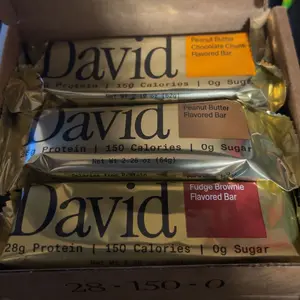 David
Peanut Butter
Chocolate Chunk
Flavored Bar
Protein | 150 Calories | 0g Sugar
David
Peanut Butter
Flavored Bar
Protein | 150 Calories | 0g Sugar
Net Wt 2.26 oz (64g)
David
Fudge Brownie
Flavored Bar
28g Protein | 150 Calories | 0g Sugar
28-150-0